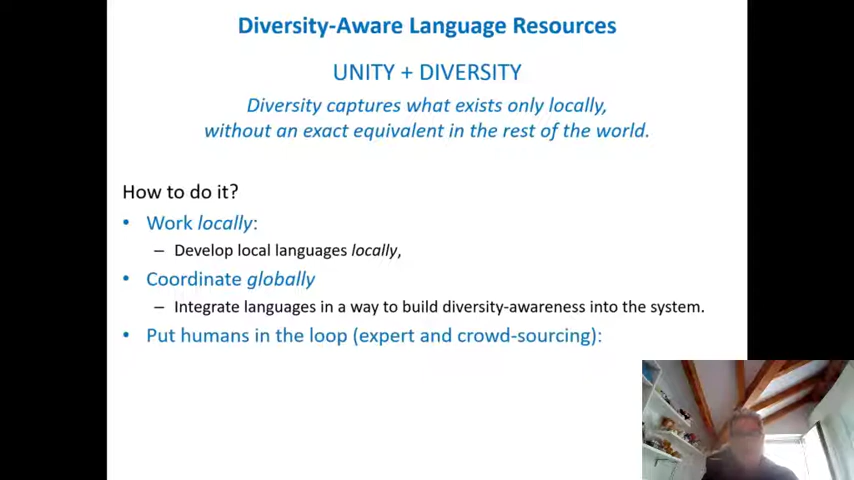 Diversity-Aware Language Resources
UNITY + DIVERSITY
Diversity captures what exists only locally,
without an exact equivalent in the rest of the world.
How to do it?
• Work locally:
– Develop local languages locally,
• Coordinate globally
– Integrate languages in a way to build diversity-awareness into the system.
• Put humans in the loop (expert and crowd-sourcing):